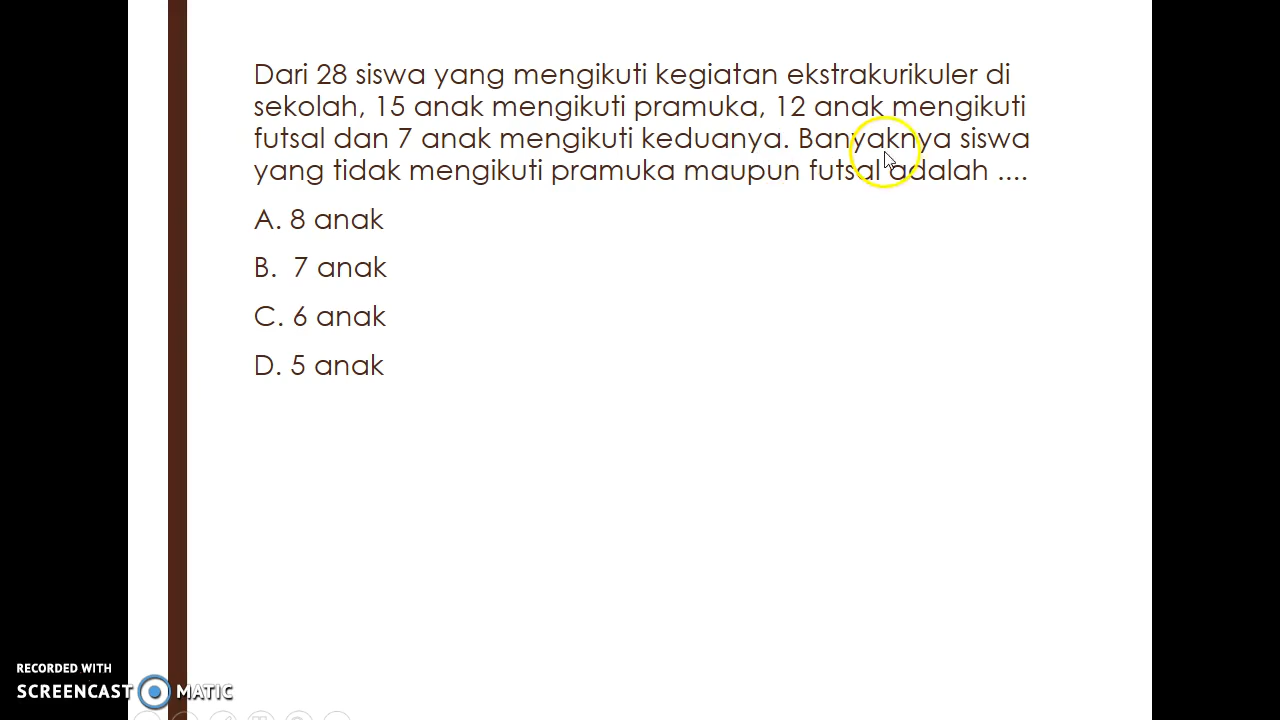 Dari 28 siswa yang mengikuti kegiatan ekstrakurikuler di
sekolah, 15 anak mengikuti pramuka, 12 anak mengikuti
futsal dan 7 anak mengikuti keduanya. Banyaknya siswa
yang tidak mengikuti pramuka maupun futsal adalah ....
A. 8 anak
B. 7 anak
C. 6 anak
D. 5 anak
RECORDED WITH
SCREENCAST MATIC